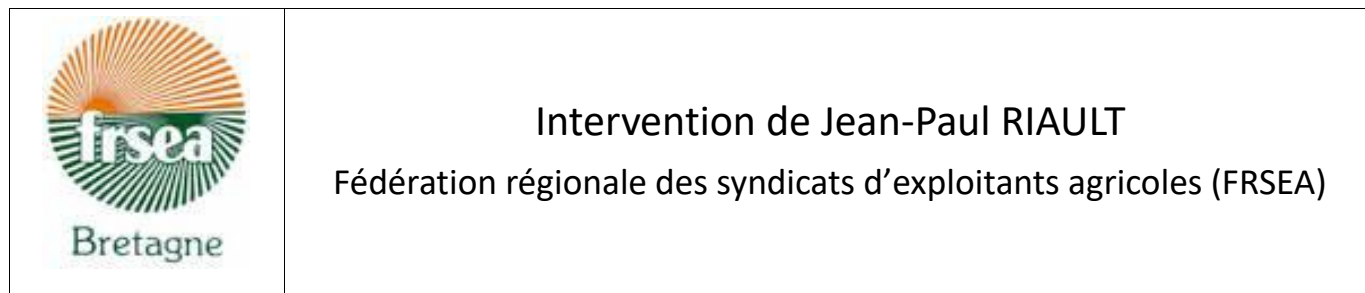 frsea
Bretagne
Intervention de Jean-Paul RIAULT
Fédération régionale des syndicats d’exploitants agricoles (FRSEA)